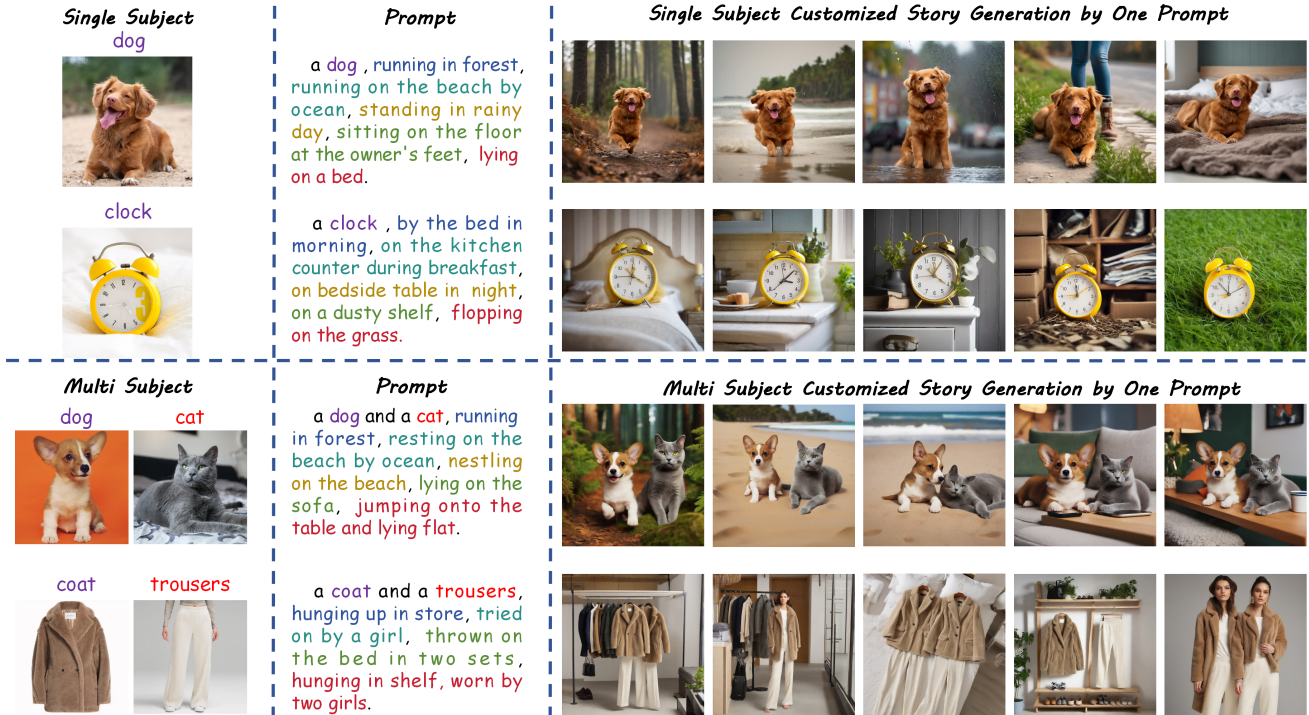 Single Subject
dog
clock
Prompt
a dog , running in forest,
running on the beach by
ocean, standing in rainy
day, sitting on the floor
at the owner's feet, lying
on a bed.
a clock , by the bed in
morning, on the kitchen
counter during breakfast,
on bedside table in night,
on a dusty shelf, flopping
on the grass.
Single Subject Customized Story Generation by One Prompt
Multi Subject
dog cat
coat trousers
Prompt
a dog and a cat, running
in forest, resting on the
beach by ocean, nestling
on the beach, lying on the
sofa, jumping onto the
table and lying flat.
a coat and a trousers,
hunging up in store, tried
on by a girl, thrown on
the bed in two sets,
hunging in shelf, worn by
two girls.
Multi Subject Customized Story Generation by One Prompt